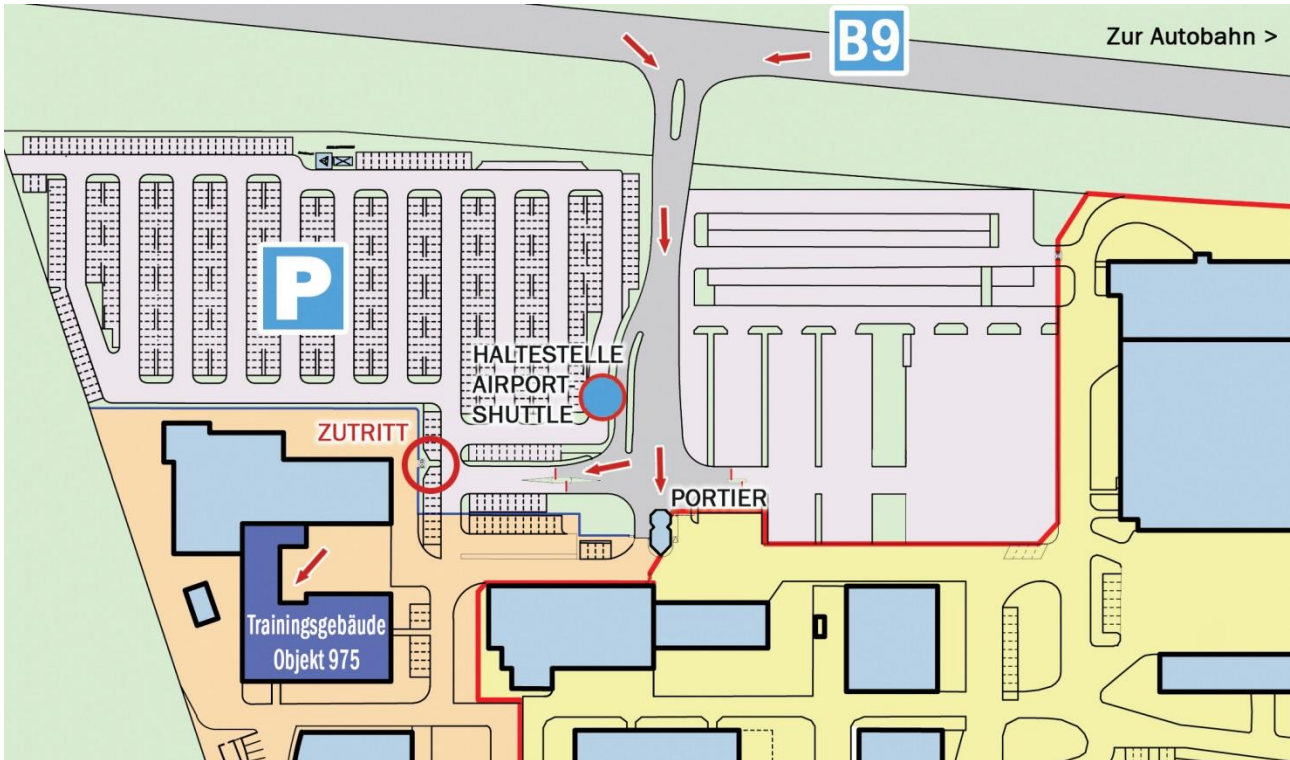 B9
Zur Autobahn >
P
HALTESTELLE
AIRPORT-
SHUTTLE
ZUTRITT
PORTIER
Trainingsgebäude
Objekt 975